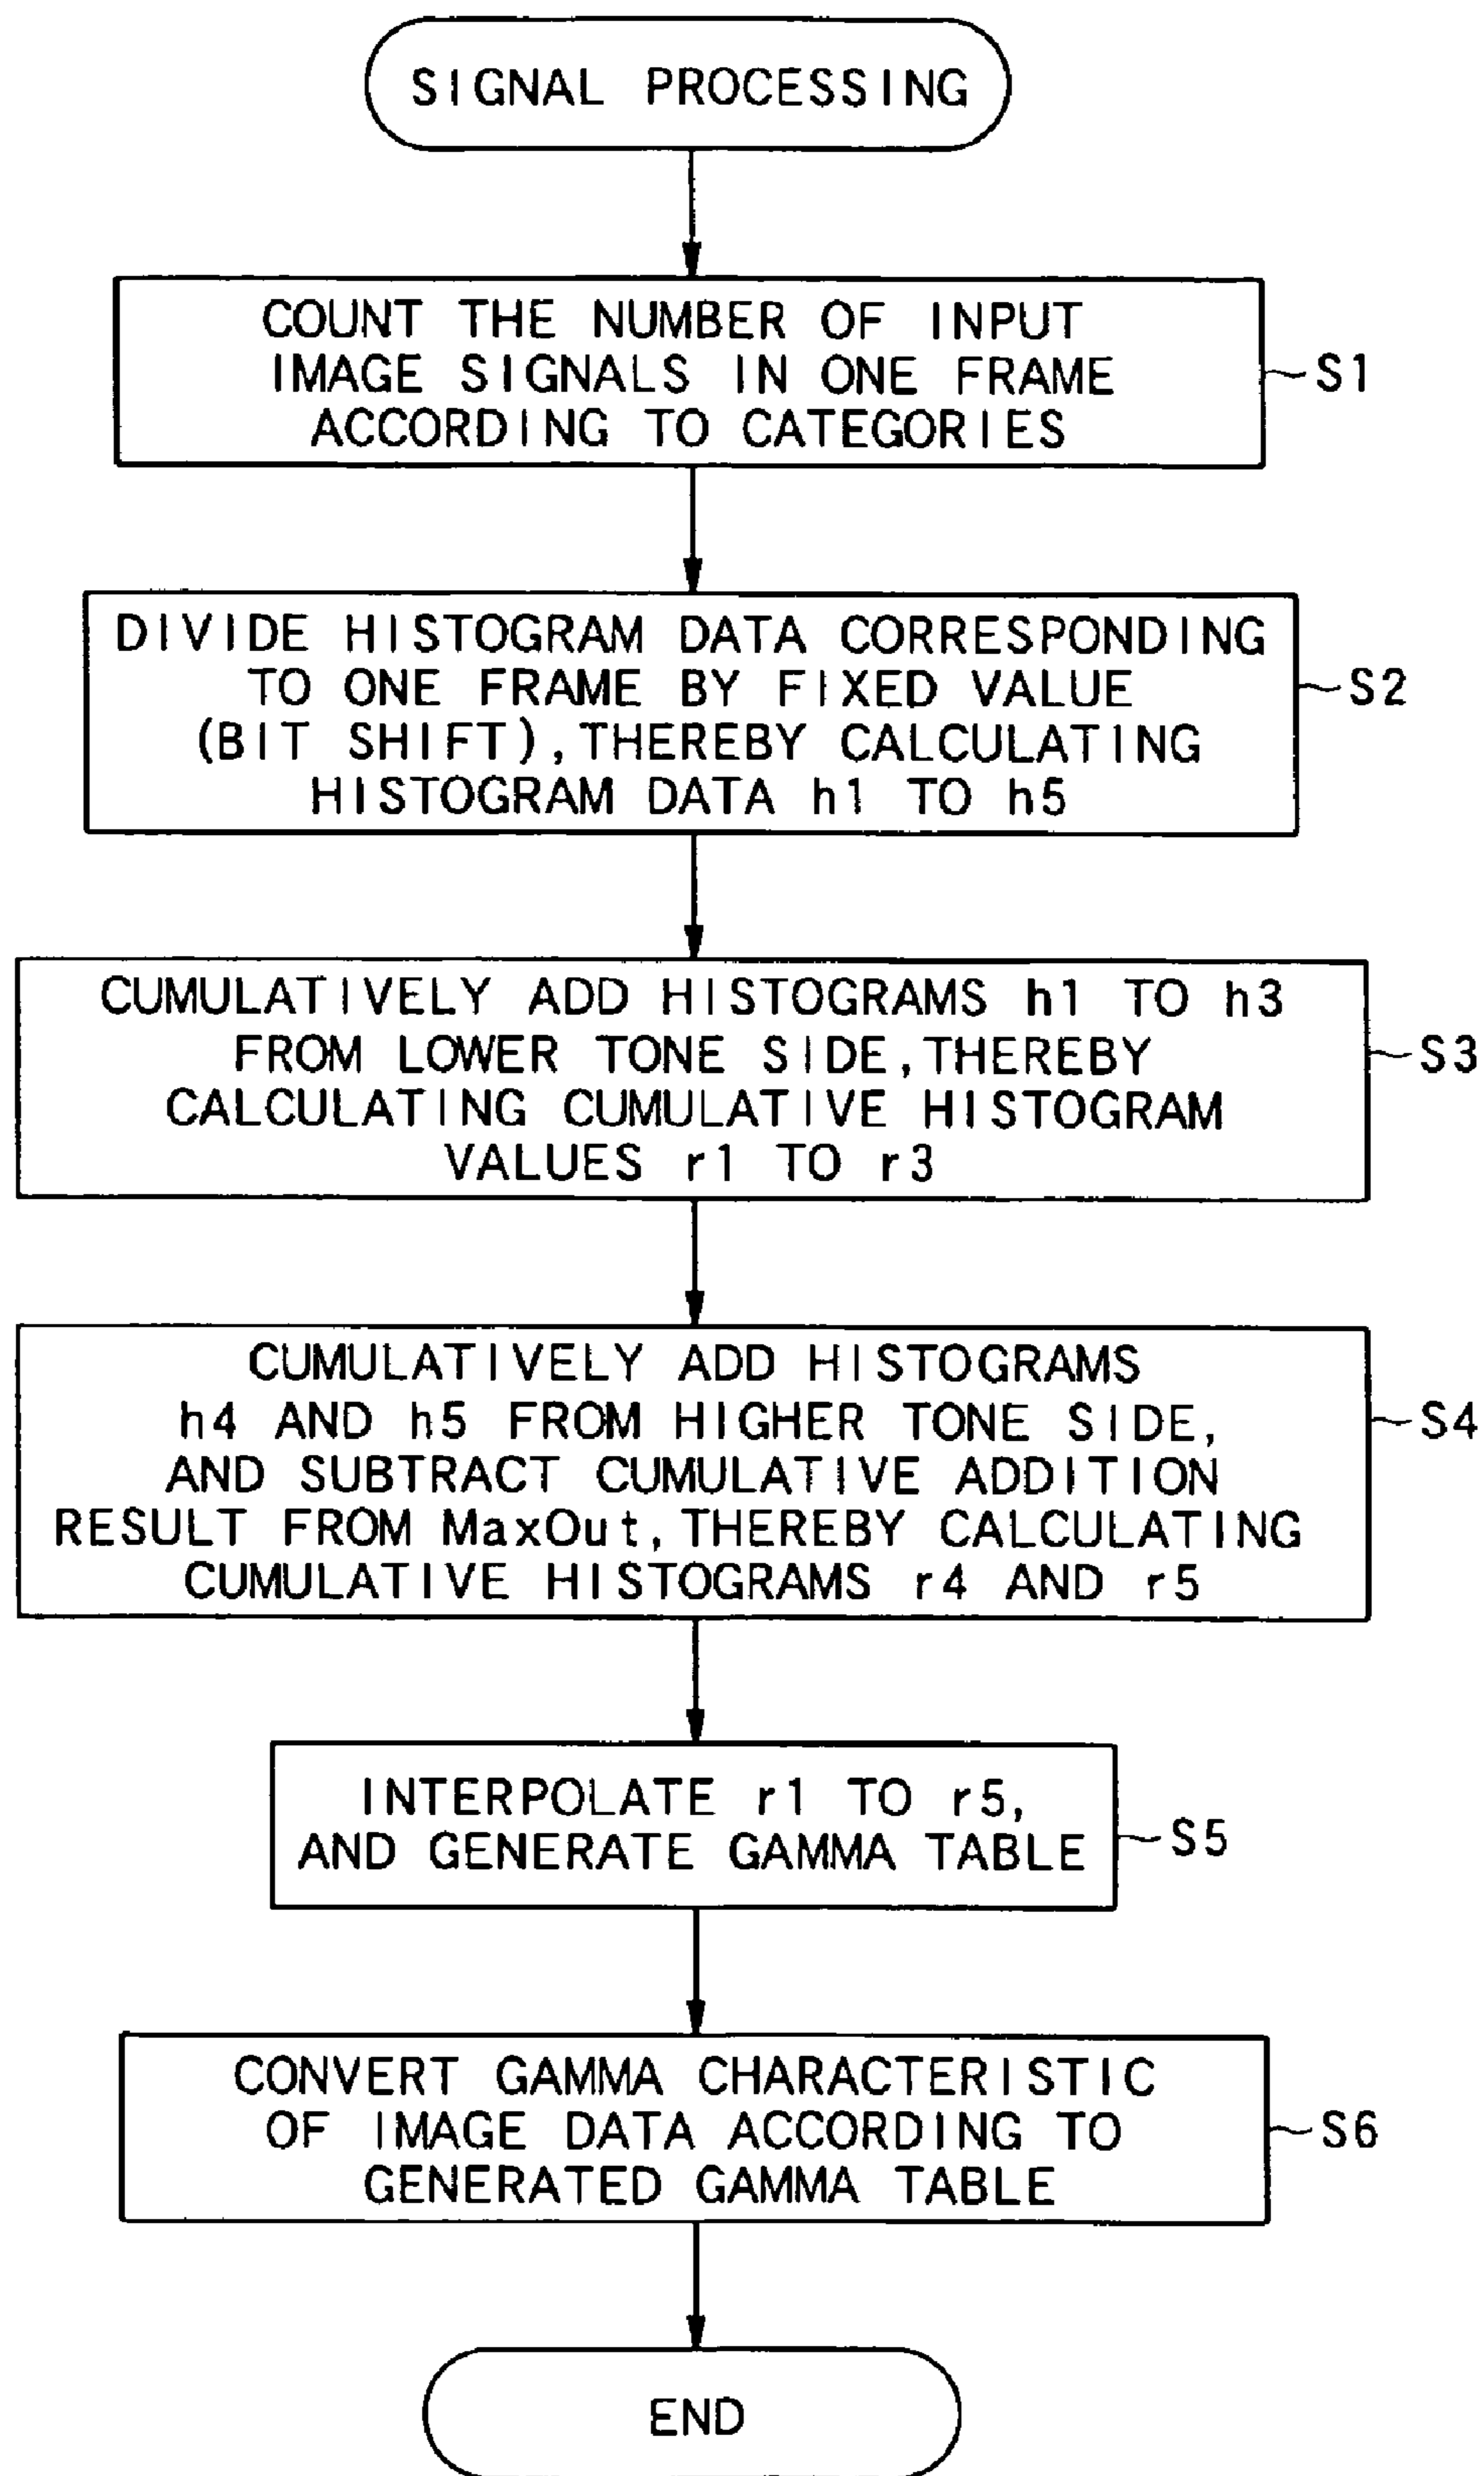 SIGNAL PROCESSING
COUNT THE NUMBER OF INPUT
IMAGE SIGNALS IN ONE FRAME
ACCORDING TO CATEGORIES
S1
DIVIDE HISTOGRAM DATA CORRESPONDING
TO ONE FRAME BY FIXED VALUE
(BIT SHIFT), THEREBY CALCULATING
HISTOGRAM DATA h1 TO h5
S2
CUMULATIVELY ADD HISTOGRAMS h1 TO h3
FROM LOWER TONE SIDE, THEREBY
CALCULATING CUMULATIVE HISTOGRAM
VALUES r1 TO r3
S3
CUMULATIVELY ADD HISTOGRAMS
h4 AND h5 FROM HIGHER TONE SIDE,
AND SUBTRACT CUMULATIVE ADDITION
RESULT FROM MaxOut, THEREBY CALCULATING
CUMULATIVE HISTOGRAMS r4 AND r5
S4
INTERPOLATE r1 TO r5,
AND GENERATE GAMMA TABLE
S5
CONVERT GAMMA CHARACTERISTIC
OF IMAGE DATA ACCORDING TO
GENERATED GAMMA TABLE
S6
END